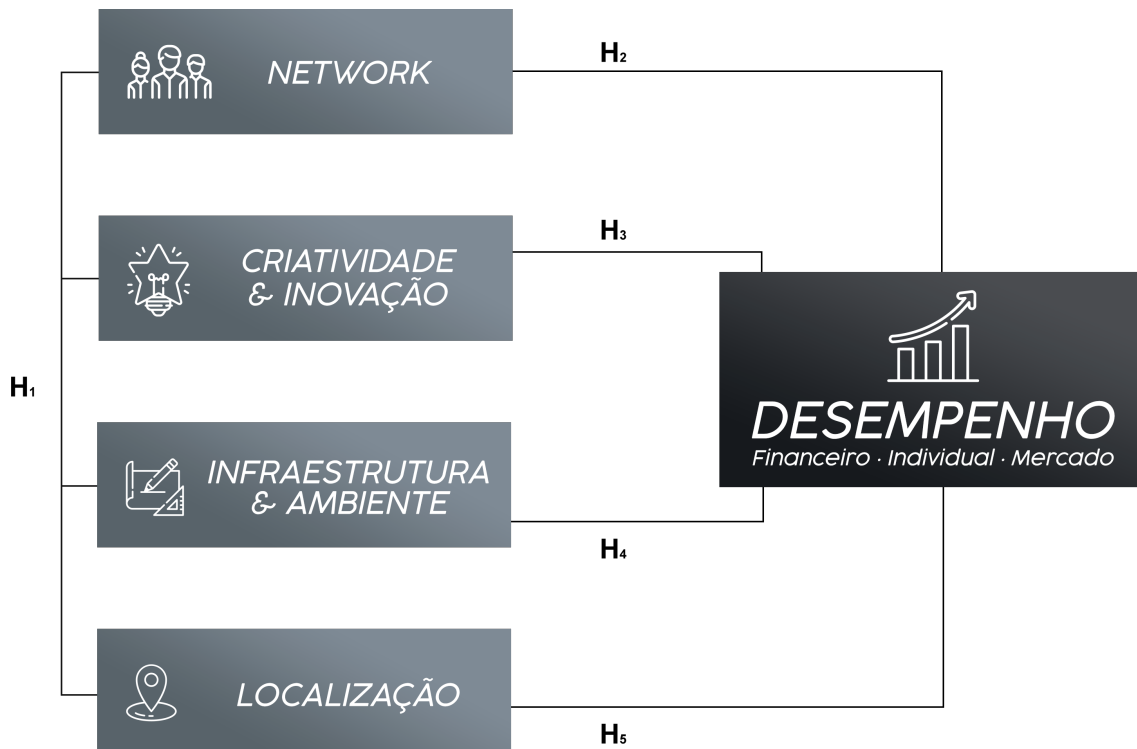 H₂
NETWORK
H₃
CRIATIVIDADE
& INOVAÇÃO
H₁
DESEMPENHO
Financeiro · Individual · Mercado
INFRAESTRUTURA
& AMBIENTE
H₄
LOCALIZAÇÃO
H₅